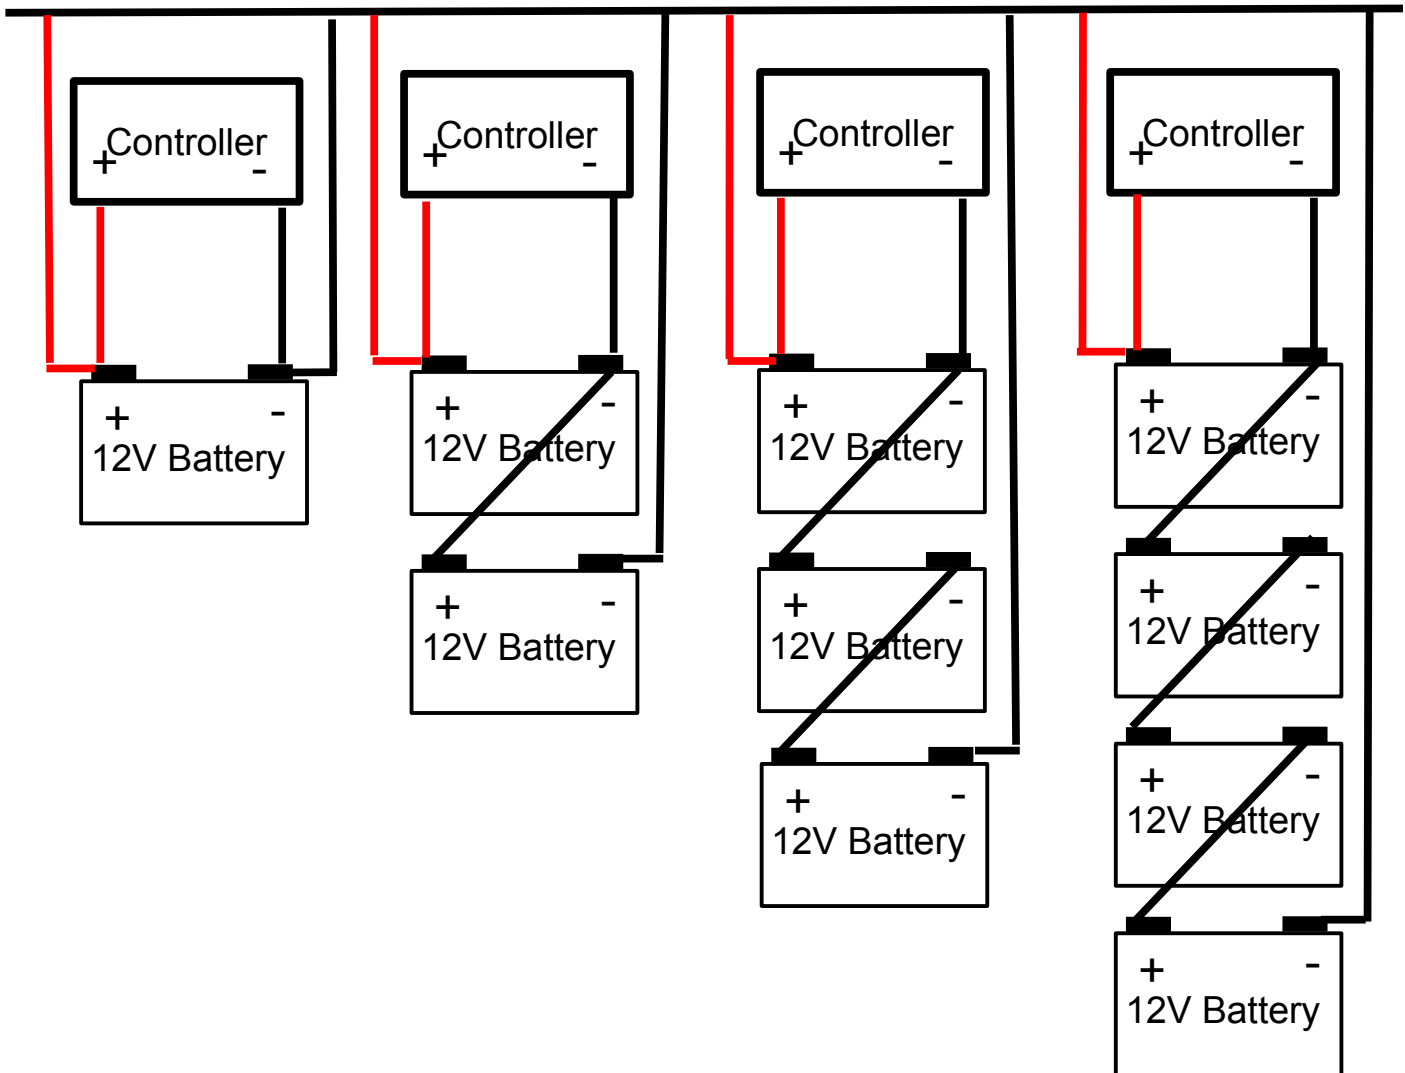 Controller
+ -
Controller
+ -
Controller
+ -
Controller
+ -
+ -
12V Battery
+ -
12V Battery
+ -
12V Battery
+ -
12V Battery
+ -
12V Battery
+ -
12V Battery
+ -
12V Battery
+ -
12V Battery
+ -
12V Battery
+ -
12V Battery